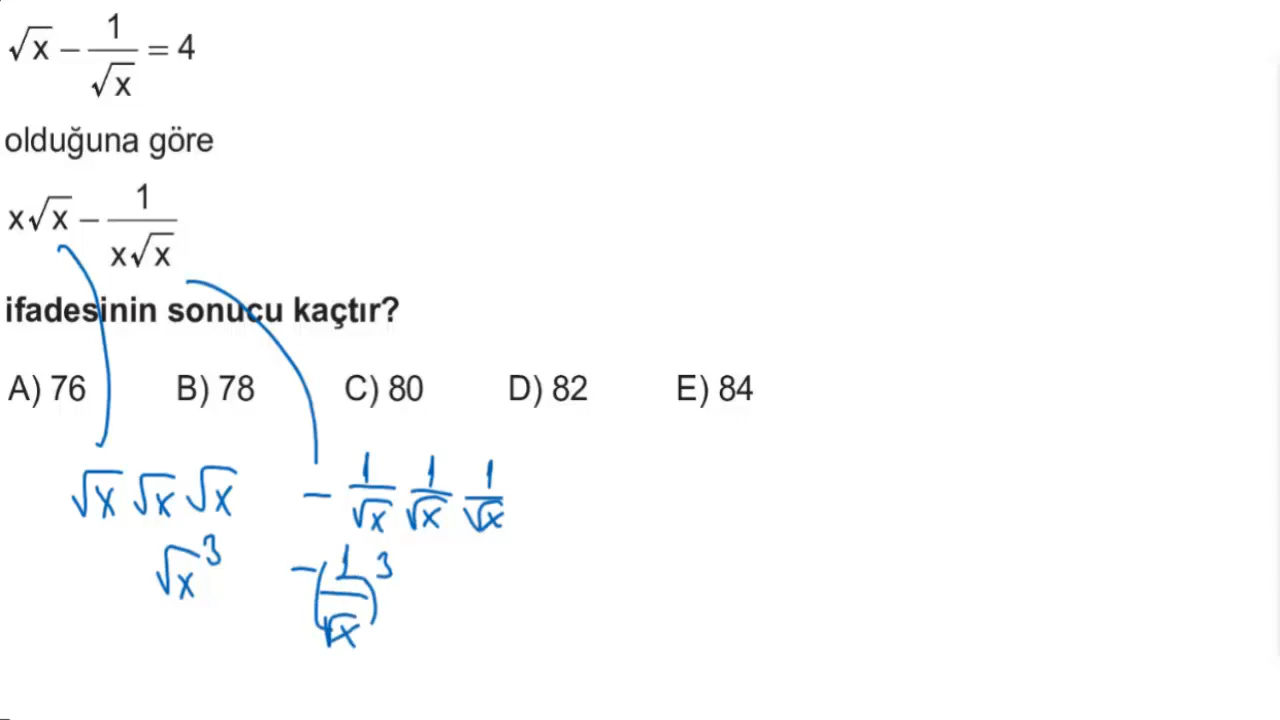 √x − 1/√x = 4
olduğuna göre
x√x − 1/(x√x)
ifadesinin sonucu kaçtır?
A) 76 B) 78 C) 80 D) 82 E) 84
√x √x √x − 1/√x 1/√x 1/√x
√x³ − (1/√x)³